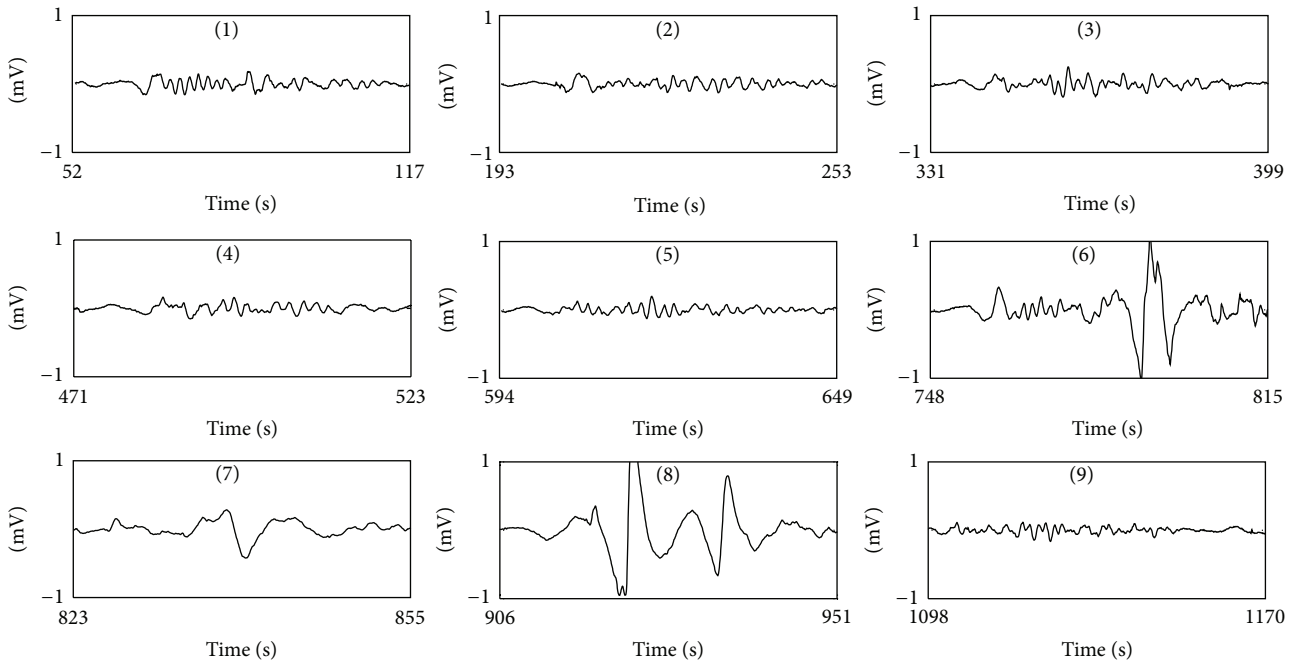 1
(1)
(mV)
−1
52
117
Time (s)
1
(2)
(mV)
−1
193
253
Time (s)
1
(3)
(mV)
−1
331
399
Time (s)
1
(4)
(mV)
−1
471
523
Time (s)
1
(5)
(mV)
−1
594
649
Time (s)
1
(6)
(mV)
−1
748
815
Time (s)
1
(7)
(mV)
−1
823
855
Time (s)
1
(8)
(mV)
−1
906
951
Time (s)
1
(9)
(mV)
−1
1098
1170
Time (s)